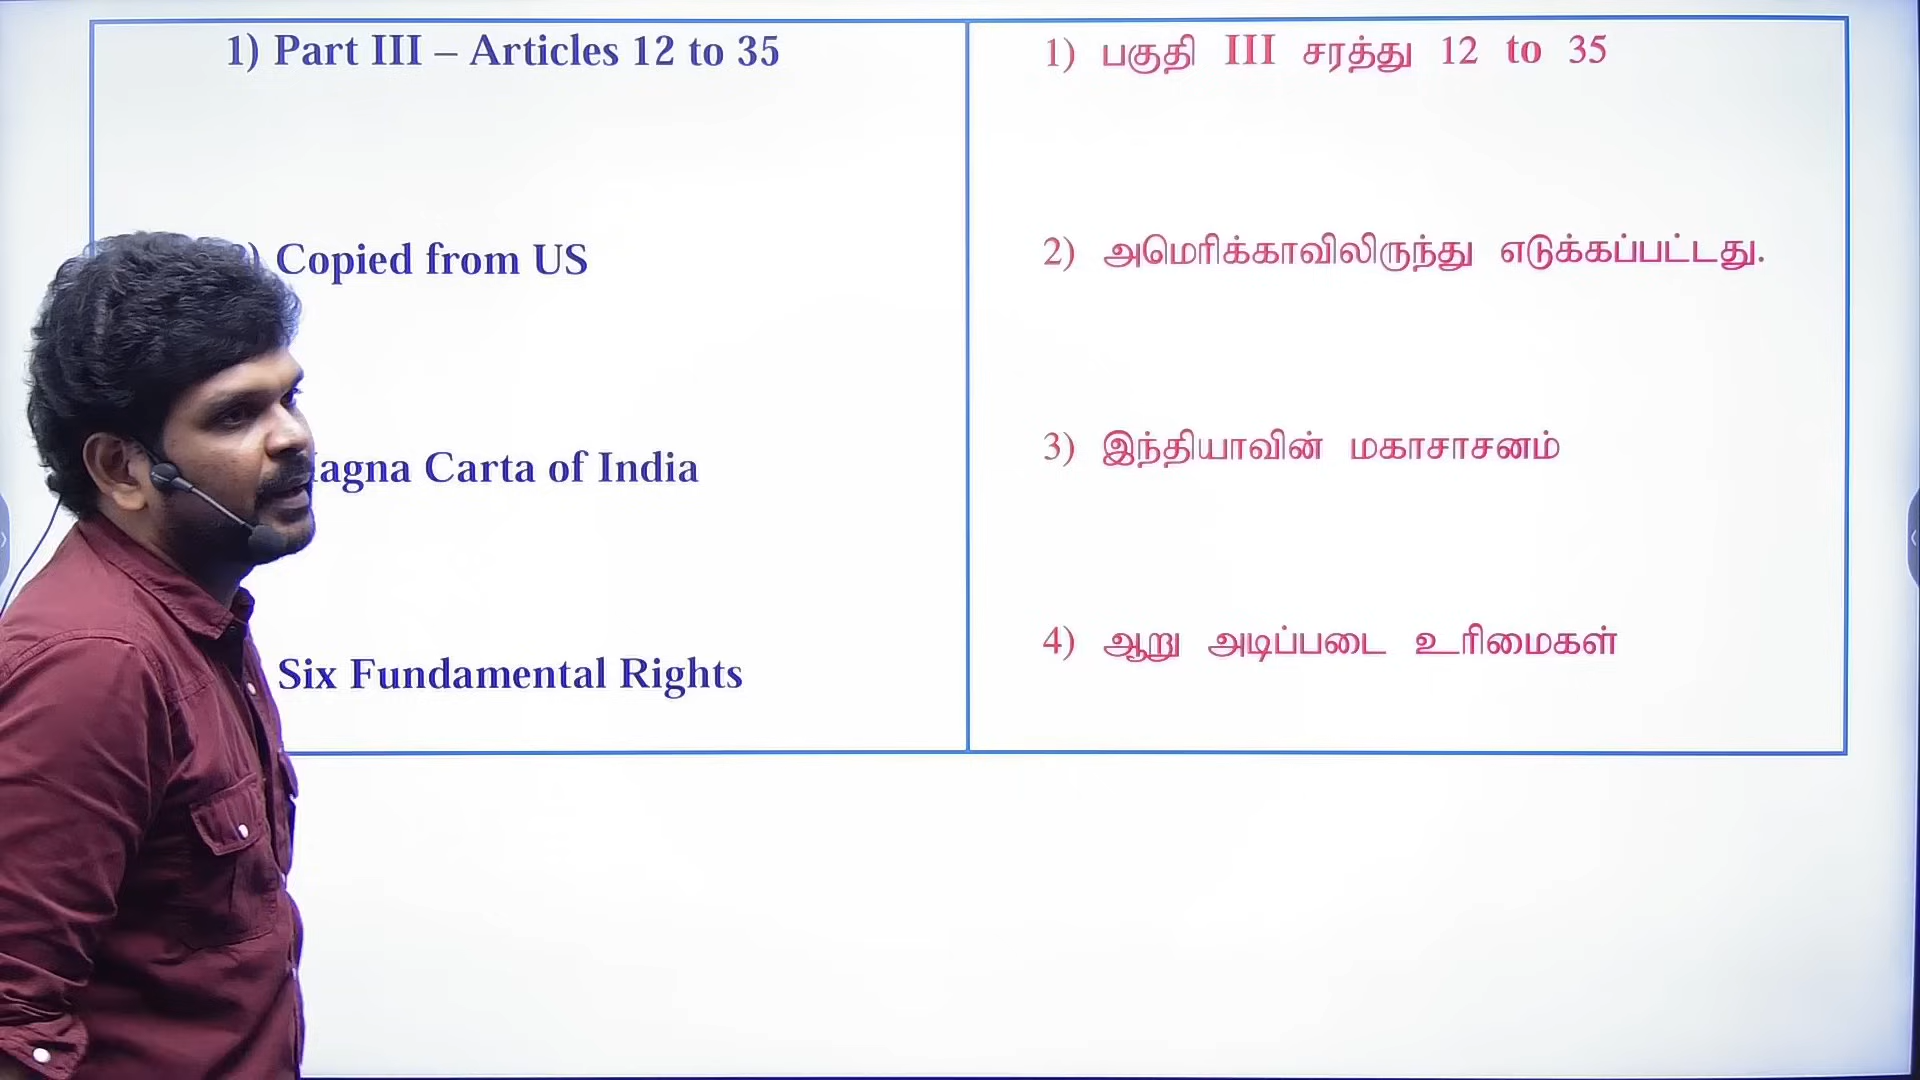 1) Part III – Articles 12 to 35
) Copied from US
agna Carta of India
Six Fundamental Rights
1) பகுதி III சரத்து 12 to 35
2) அமெரிக்காவிலிருந்து எடுக்கப்பட்டது.
3) இந்தியாவின் மகாசாசனம்
4) ஆறு அடிப்படை உரிமைகள்